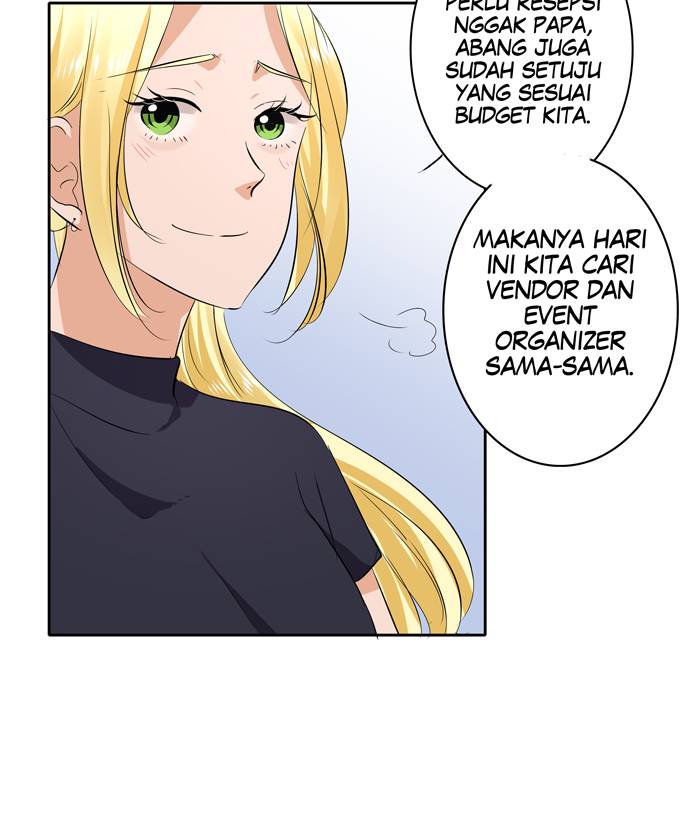 PERLU RESEPSI
NGGAK PAPA,
ABANG JUGA
SUDAH SETUJU
YANG SESUAI
BUDGET KITA.
MAKANYA HARI
INI KITA CARI
VENDOR DAN
EVENT
ORGANIZER
SAMA-SAMA.